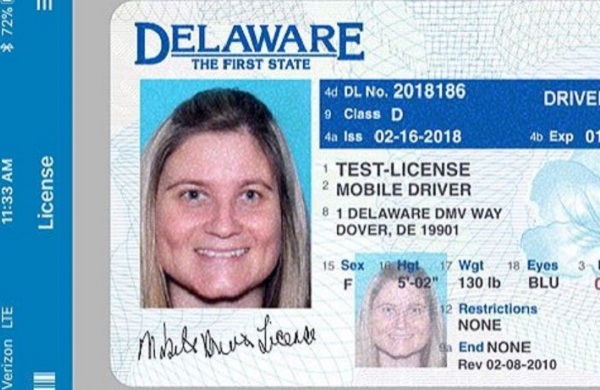 72%
11:33 AM
Verizon LTE
License
DELAWARE
THE FIRST STATE
4d DL No. 2018186
DRIVE
9 Class D
4a Iss 02-16-2018
4b Exp 01
1 TEST-LICENSE
2 MOBILE DRIVER
8 1 DELAWARE DMV WAY
DOVER, DE 19901
15 Sex 16 Hgt 17 Wgt 18 Eyes 3
F 5'-02" 130 lb BLU
12 Restrictions
NONE
9a End NONE
Rev 02-08-2010
Mobile Driver License